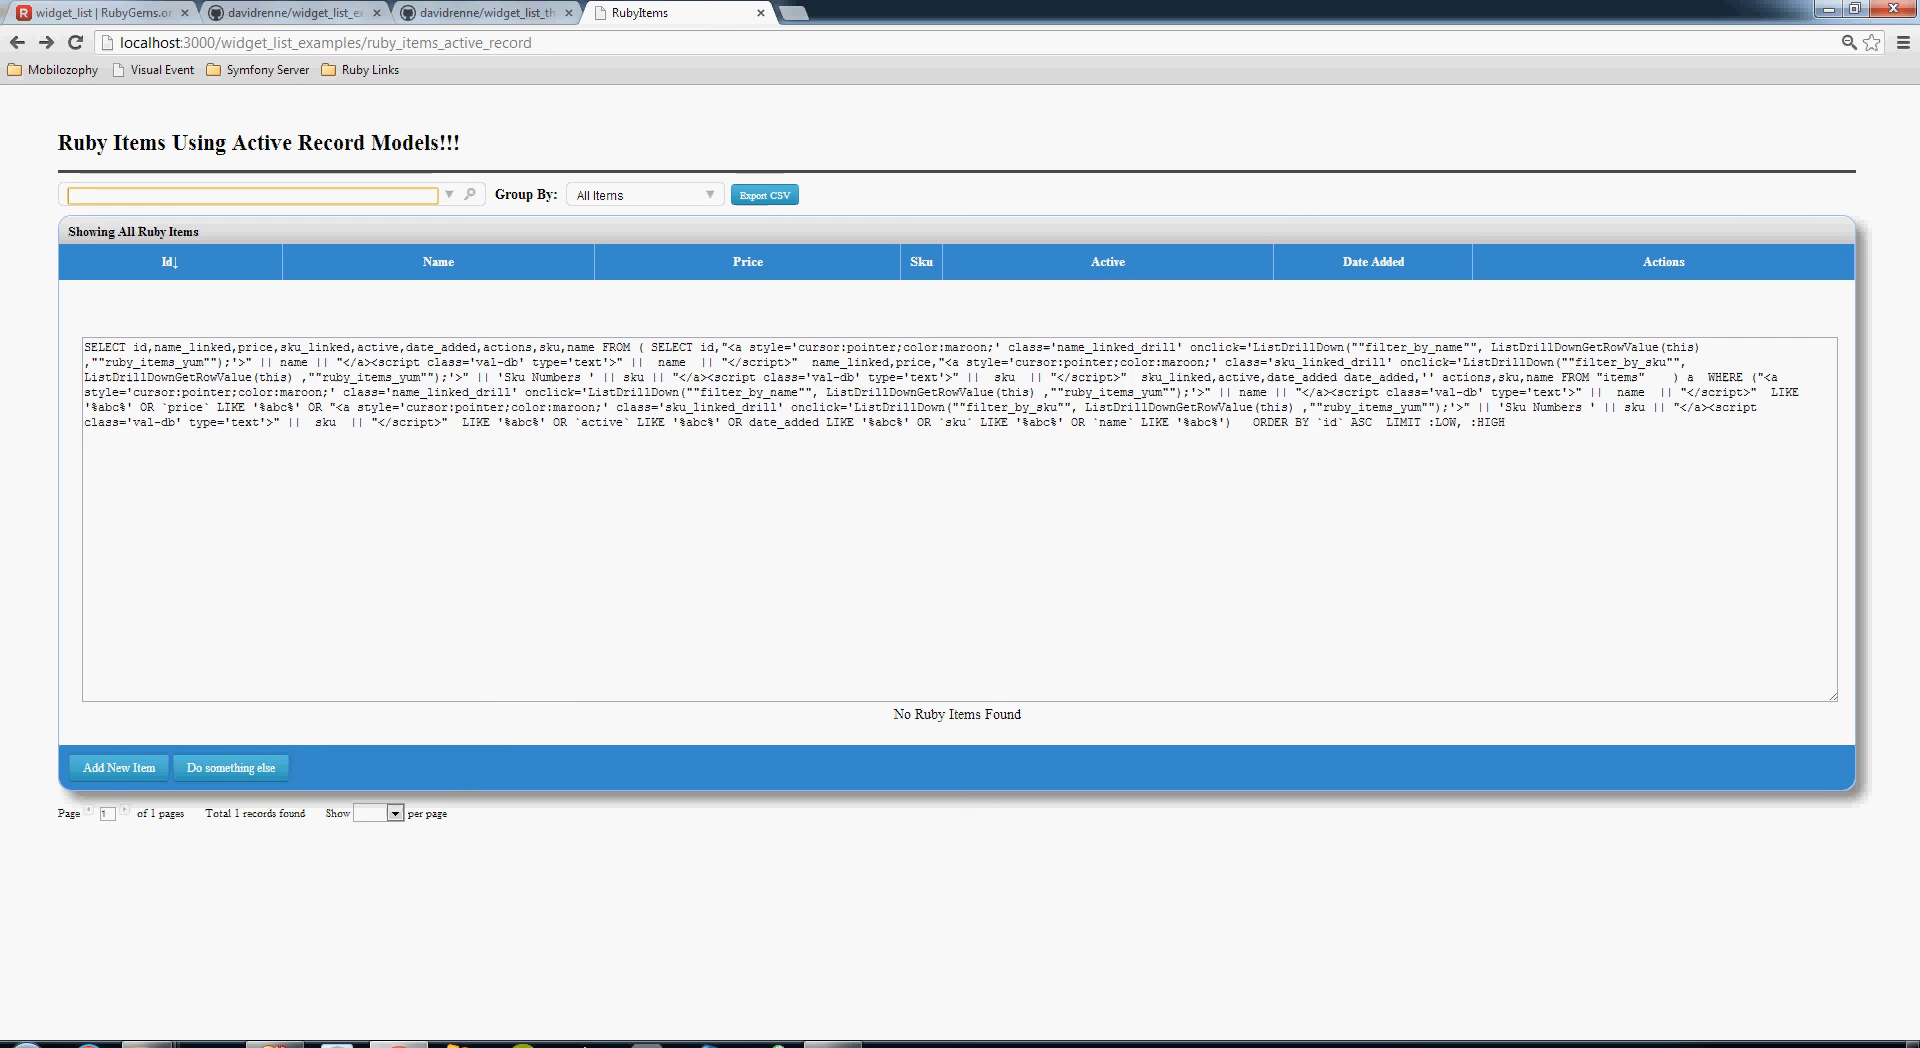 widget_list | RubyGems.or
davidrenne/widget_list_ex
davidrenne/widget_list_th
RubyItems
localhost:3000/widget_list_examples/ruby_items_active_record
Mobilozophy Visual Event Symfony Server Ruby Links
Ruby Items Using Active Record Models!!!
Group By: All Items Export CSV
Showing All Ruby Items
Id↓ Name Price Sku Active Date Added Actions
SELECT id,name_linked,price,sku_linked,active,date_added,actions,sku,name FROM ( SELECT id,"<a style='cursor:pointer;color:maroon;' class='name_linked_drill' onclick='ListDrillDown(""filter_by_name"", ListDrillDownGetRowValue(this)
,""ruby_items_yum"");'>" || name || "</a><script class='val-db' type='text'>" ||  name  || "</script>"  name_linked,price,"<a style='cursor:pointer;color:maroon;' class='sku_linked_drill' onclick='ListDrillDown(""filter_by_sku"",
ListDrillDownGetRowValue(this) ,""ruby_items_yum"");'>" || 'Sku Numbers ' || sku || "</a><script class='val-db' type='text'>" ||  sku  || "</script>"  sku_linked,active,date_added date_added,'' actions,sku,name FROM "items"    ) a  WHERE ("<a
style='cursor:pointer;color:maroon;' class='name_linked_drill' onclick='ListDrillDown(""filter_by_name"", ListDrillDownGetRowValue(this) ,""ruby_items_yum"");'>" || name || "</a><script class='val-db' type='text'>" ||  name  || "</script>"  LIKE
'%abc%' OR `price` LIKE '%abc%' OR "<a style='cursor:pointer;color:maroon;' class='sku_linked_drill' onclick='ListDrillDown(""filter_by_sku"", ListDrillDownGetRowValue(this) ,""ruby_items_yum"");'>" || 'Sku Numbers ' || sku || "</a><script
class='val-db' type='text'>" ||  sku  || "</script>"  LIKE '%abc%' OR `active` LIKE '%abc%' OR date_added LIKE '%abc%' OR `sku` LIKE '%abc%' OR `name` LIKE '%abc%')   ORDER BY `id` ASC  LIMIT :LOW, :HIGH
No Ruby Items Found
Add New Item Do something else
Page 1 of 1 pages Total 1 records found Show per page